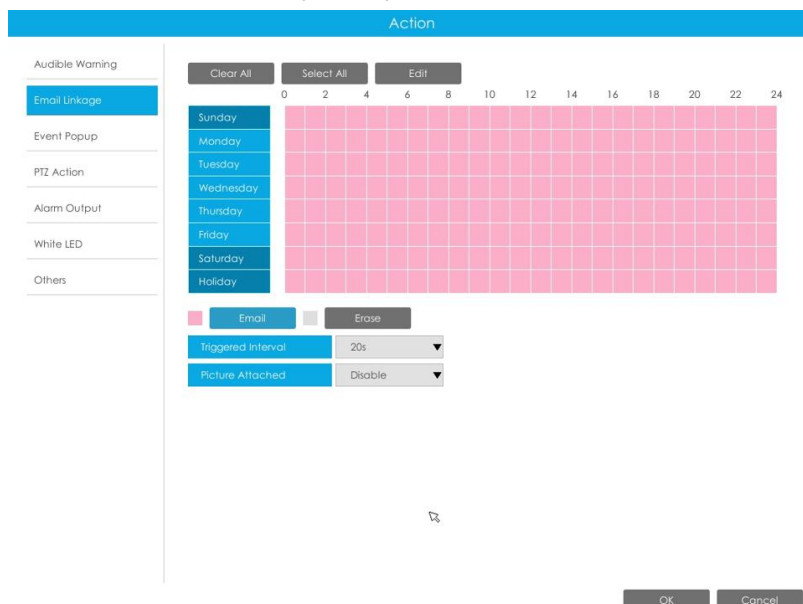 Action
Audible Warning
Email Linkage
Event Popup
PTZ Action
Alarm Output
White LED
Others
Clear All Select All Edit
0 2 4 6 8 10 12 14 16 18 20 22 24
Sunday
Monday
Tuesday
Wednesday
Thursday
Friday
Saturday
Holiday
Email Erase
Triggered Interval 20s
Picture Attached Disable
OK Cancel